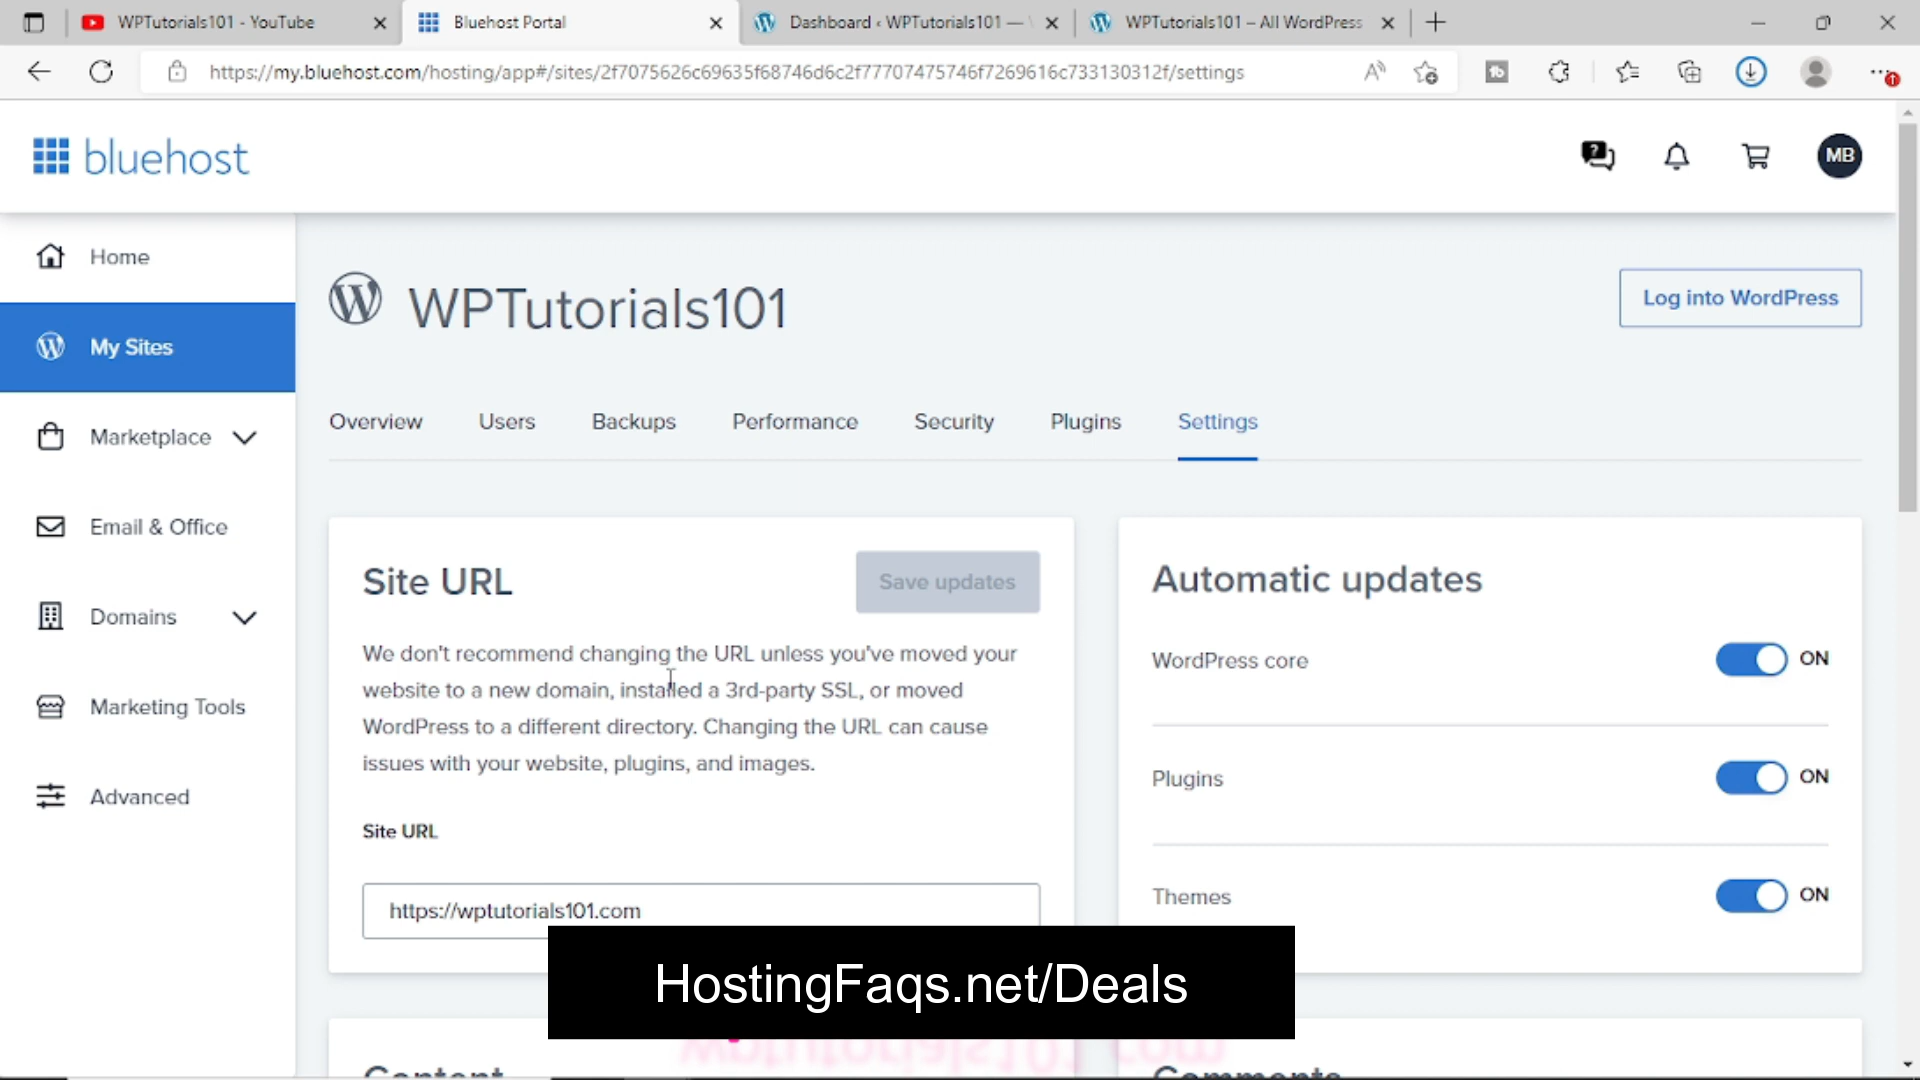 WPTutorials101 - YouTube
Bluehost Portal
Dashboard ‹ WPTutorials101 —
WPTutorials101 – All WordPress
https://my.bluehost.com/hosting/app#/sites/2f7075626c69635f68746d6c2f77707475746f7269616c733130312f/settings
bluehost
MB
Home
My Sites
Marketplace
Email & Office
Domains
Marketing Tools
Advanced
WPTutorials101
Log into WordPress
Overview
Users
Backups
Performance
Security
Plugins
Settings
Site URL
Save updates
We don't recommend changing the URL unless you've moved your
website to a new domain, installed a 3rd-party SSL, or moved
WordPress to a different directory. Changing the URL can cause
issues with your website, plugins, and images.
Site URL
https://wptutorials101.com
Automatic updates
WordPress core
ON
Plugins
ON
Themes
ON
HostingFaqs.net/Deals
Content
Comments